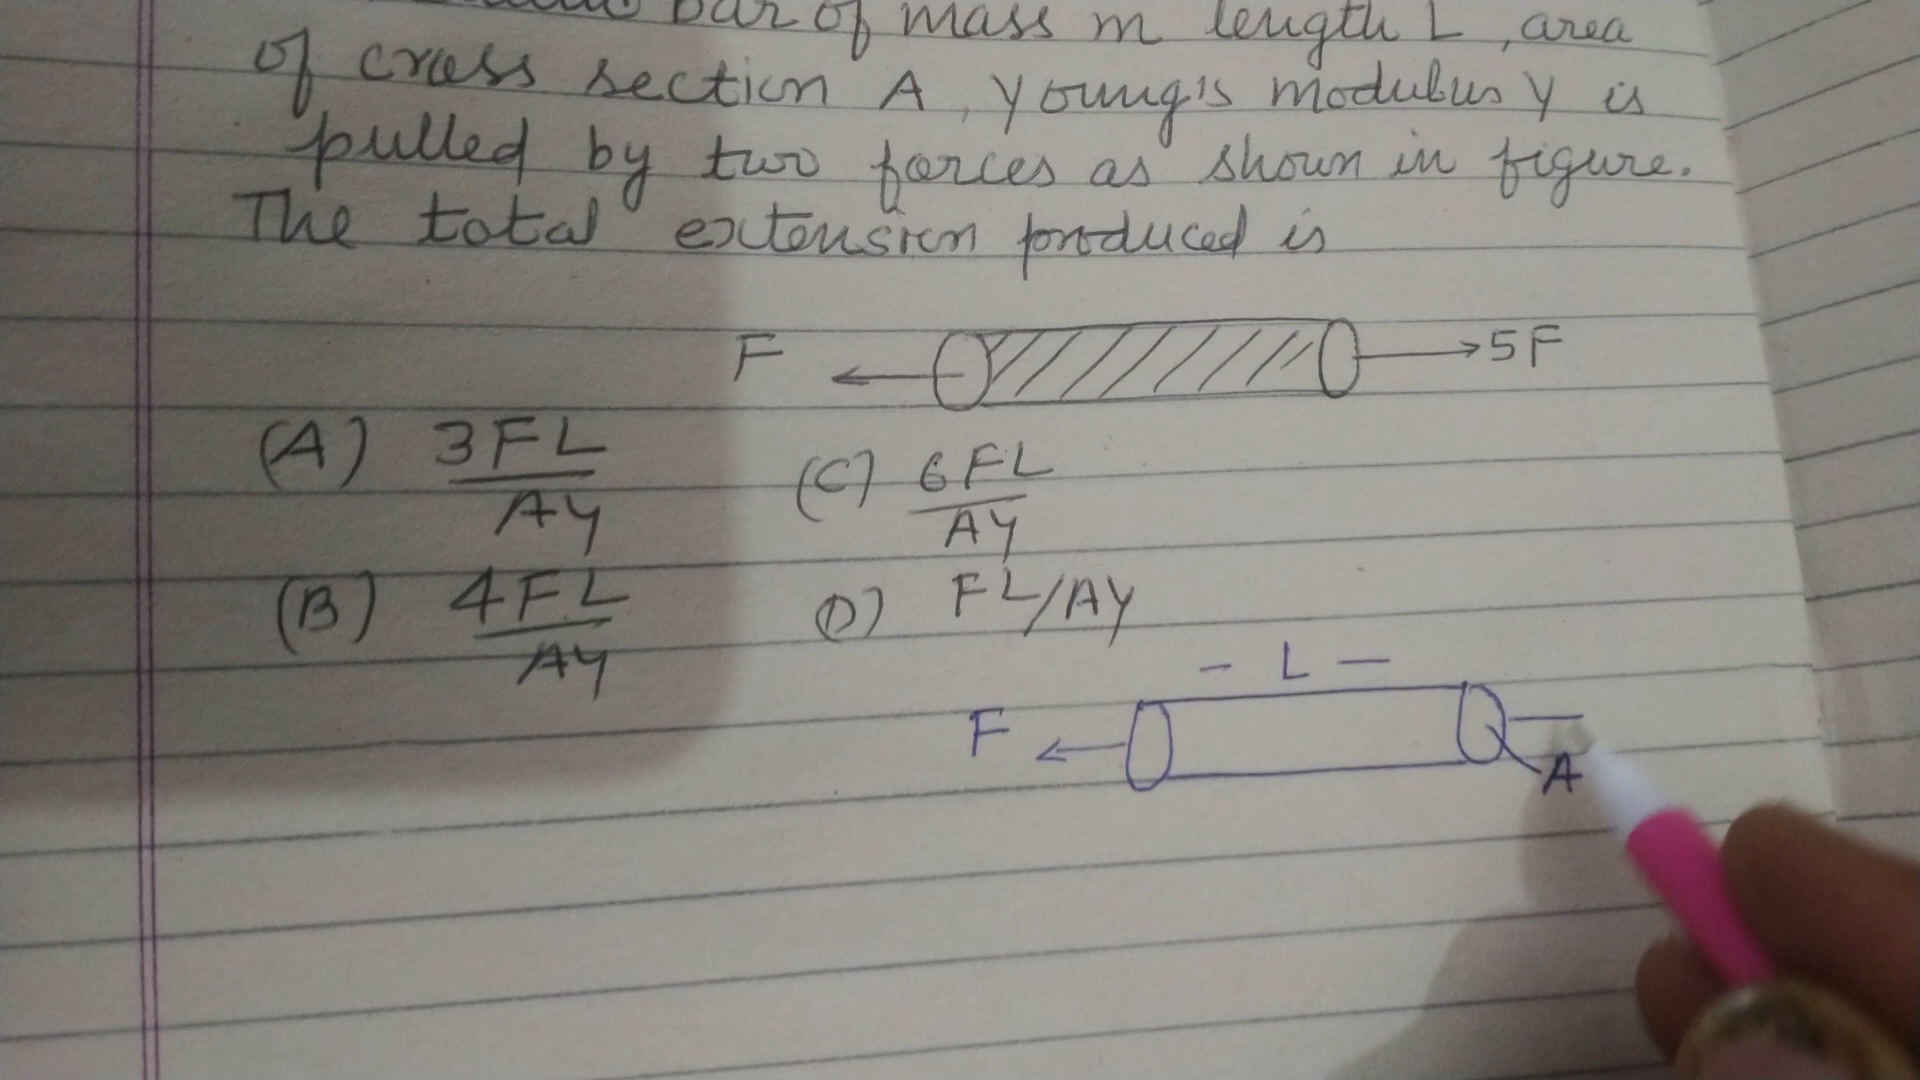 bar of mass m length L, area
of cross section A, Young's modulus Y is
pulled by two forces as shown in figure.
The total extension produced is
F 5F
(A) 3FL/AY (C) 6FL/AY
(B) 4FL/AY D) FL/AY
- L -
F
A